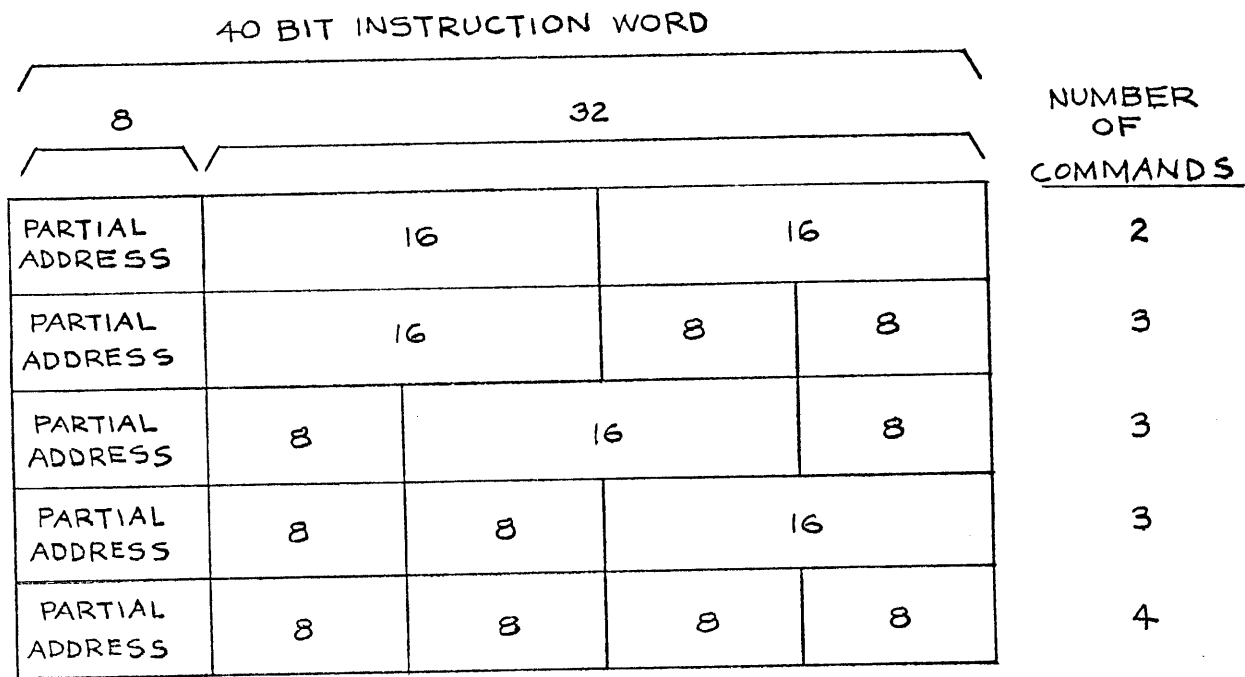 40 BIT INSTRUCTION WORD
8 32
NUMBER
OF
COMMANDS
PARTIAL
ADDRESS
16 16 2
PARTIAL
ADDRESS
16 8 8 3
PARTIAL
ADDRESS
8 16 8 3
PARTIAL
ADDRESS
8 8 16 3
PARTIAL
ADDRESS
8 8 8 8 4